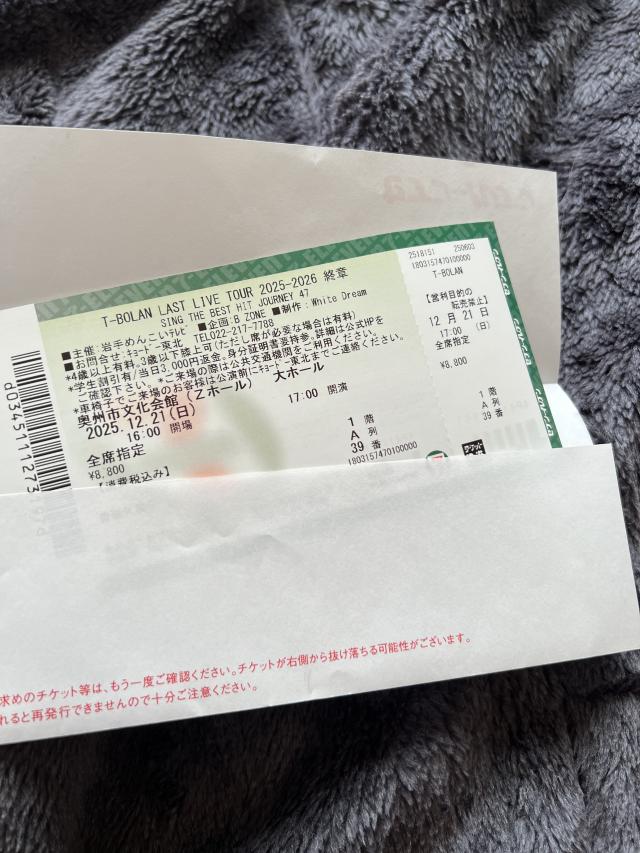 T-BOLAN LAST LIVE TOUR 2025-2026 終章
SING THE BEST HIT JOURNEY 47
■主催:岩手めんこいテレビ ■企画:B ZONE ■制作:White Dream
■お問合せ:キョードー東北 TEL022-217-7788
*4歳以上有料。3歳以下膝上可(ただし席が必要な場合は有料)
*学生割引有/当日3,000円返金。身分証明書要持参。詳細は公式HPを
ご確認下さい。*ご来場の際は公共交通機関をご利用ください。
*車椅子でご来場のお客様は公演前にキョードー東北までご連絡ください。
奥州市文化会館(Zホール) 大ホール
2025.12.21(日) 17:00 開演
16:00 開場
全席指定
¥8,800
【消費税込み】
1 階
A 列
39 番
1803157470100000
2518151 250603
1803157470100000
T-BOLAN
【営利目的の
転売禁止】
12 月 21 日
17:00 (日)
全席指定
¥8,800
1 階
A 列
39 番
求めのチケット等は、もう一度ご確認ください。チケットが右側から抜け落ちる可能性がございます。
れると再発行できませんので十分ご注意ください。